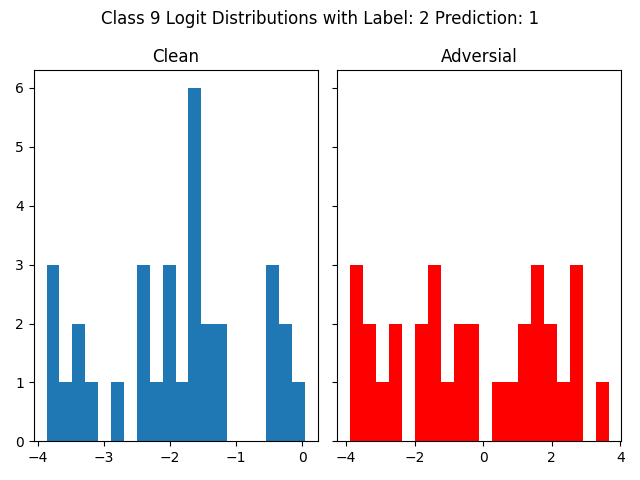 Class 9 Logit Distributions with Label: 2 Prediction: 1
Clean
Adversial
6
5
4
3
2
1
0
−4 −3 −2 −1 0
−4 −2 0 2 4